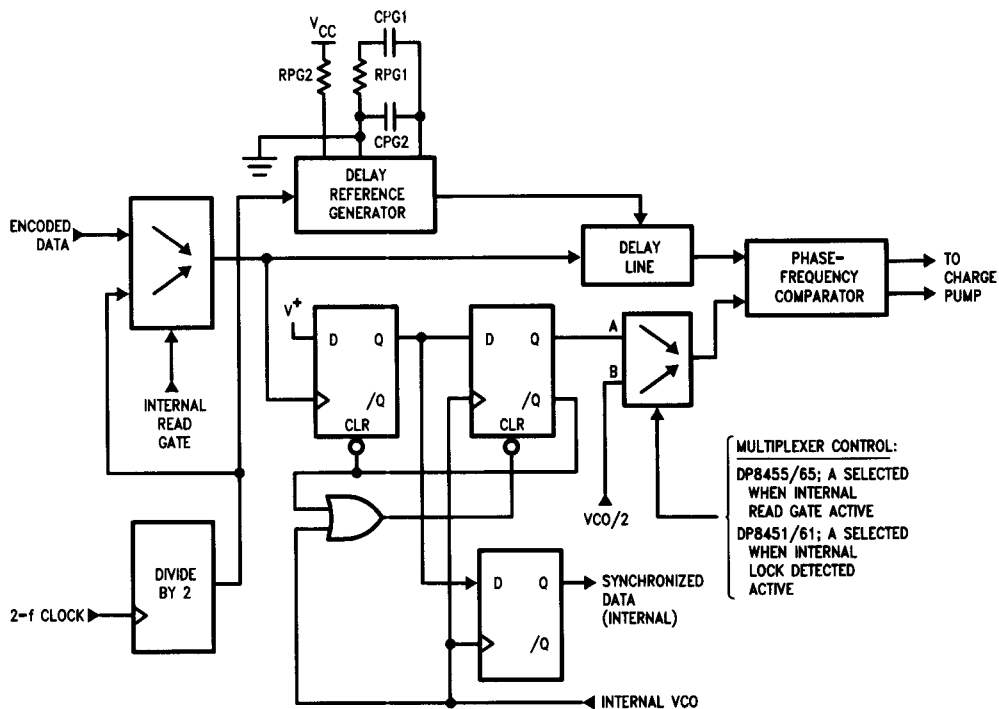 CPG1
VCC
RPG2
RPG1
CPG2
DELAY
REFERENCE
GENERATOR
ENCODED
DATA
DELAY
LINE
PHASE-
FREQUENCY
COMPARATOR
TO
CHARGE
PUMP
V+
D Q
/Q
CLR
D Q
/Q
CLR
A
B
INTERNAL
READ
GATE
VCO/2
MULTIPLEXER CONTROL:
DP8455/65; A SELECTED
WHEN INTERNAL
READ GATE ACTIVE
DP8451/61; A SELECTED
WHEN INTERNAL
LOCK DETECTED
ACTIVE
DIVIDE
BY 2
2-f CLOCK
D Q
/Q
SYNCHRONIZED
DATA
(INTERNAL)
INTERNAL VCO